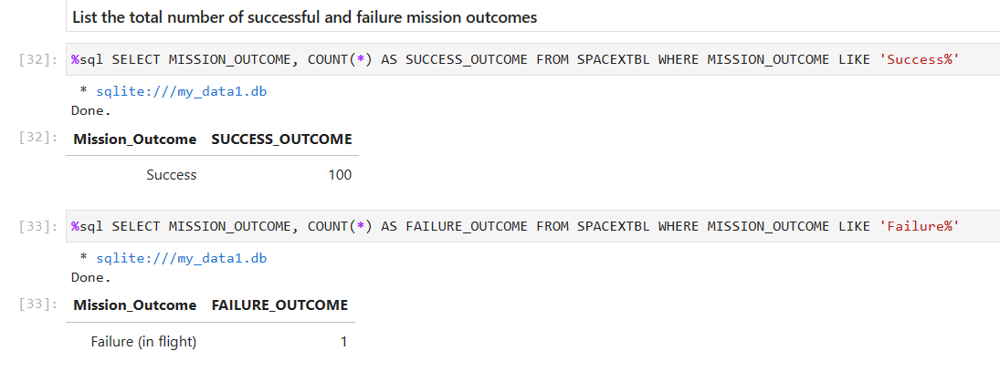 List the total number of successful and failure mission outcomes
[32]: %sql SELECT MISSION_OUTCOME, COUNT(*) AS SUCCESS_OUTCOME FROM SPACEXTBL WHERE MISSION_OUTCOME LIKE 'Success%'
* sqlite:///my_data1.db
Done.
[32]: Mission_Outcome SUCCESS_OUTCOME
Success 100
[33]: %sql SELECT MISSION_OUTCOME, COUNT(*) AS FAILURE_OUTCOME FROM SPACEXTBL WHERE MISSION_OUTCOME LIKE 'Failure%'
* sqlite:///my_data1.db
Done.
[33]: Mission_Outcome FAILURE_OUTCOME
Failure (in flight) 1